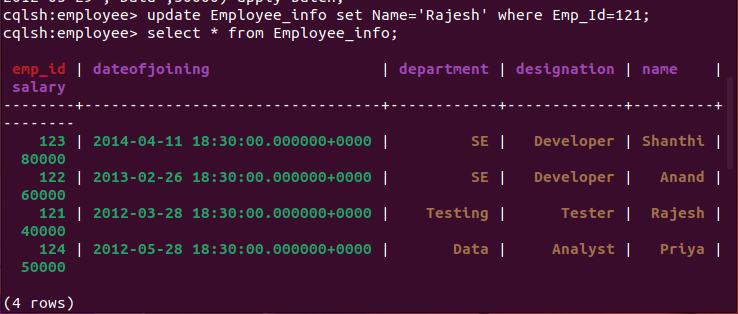 cqlsh:employee> update Employee_info set Name='Rajesh' where Emp_Id=121;
cqlsh:employee> select * from Employee_info;
emp_id | dateofjoining | department | designation | name |
salary
--------+---------------------------------+------------+-------------+---------+
--------
123 | 2014-04-11 18:30:00.000000+0000 | SE | Developer | Shanthi |
80000
122 | 2013-02-26 18:30:00.000000+0000 | SE | Developer | Anand |
60000
121 | 2012-03-28 18:30:00.000000+0000 | Testing | Tester | Rajesh |
40000
124 | 2012-05-28 18:30:00.000000+0000 | Data | Analyst | Priya |
50000
(4 rows)